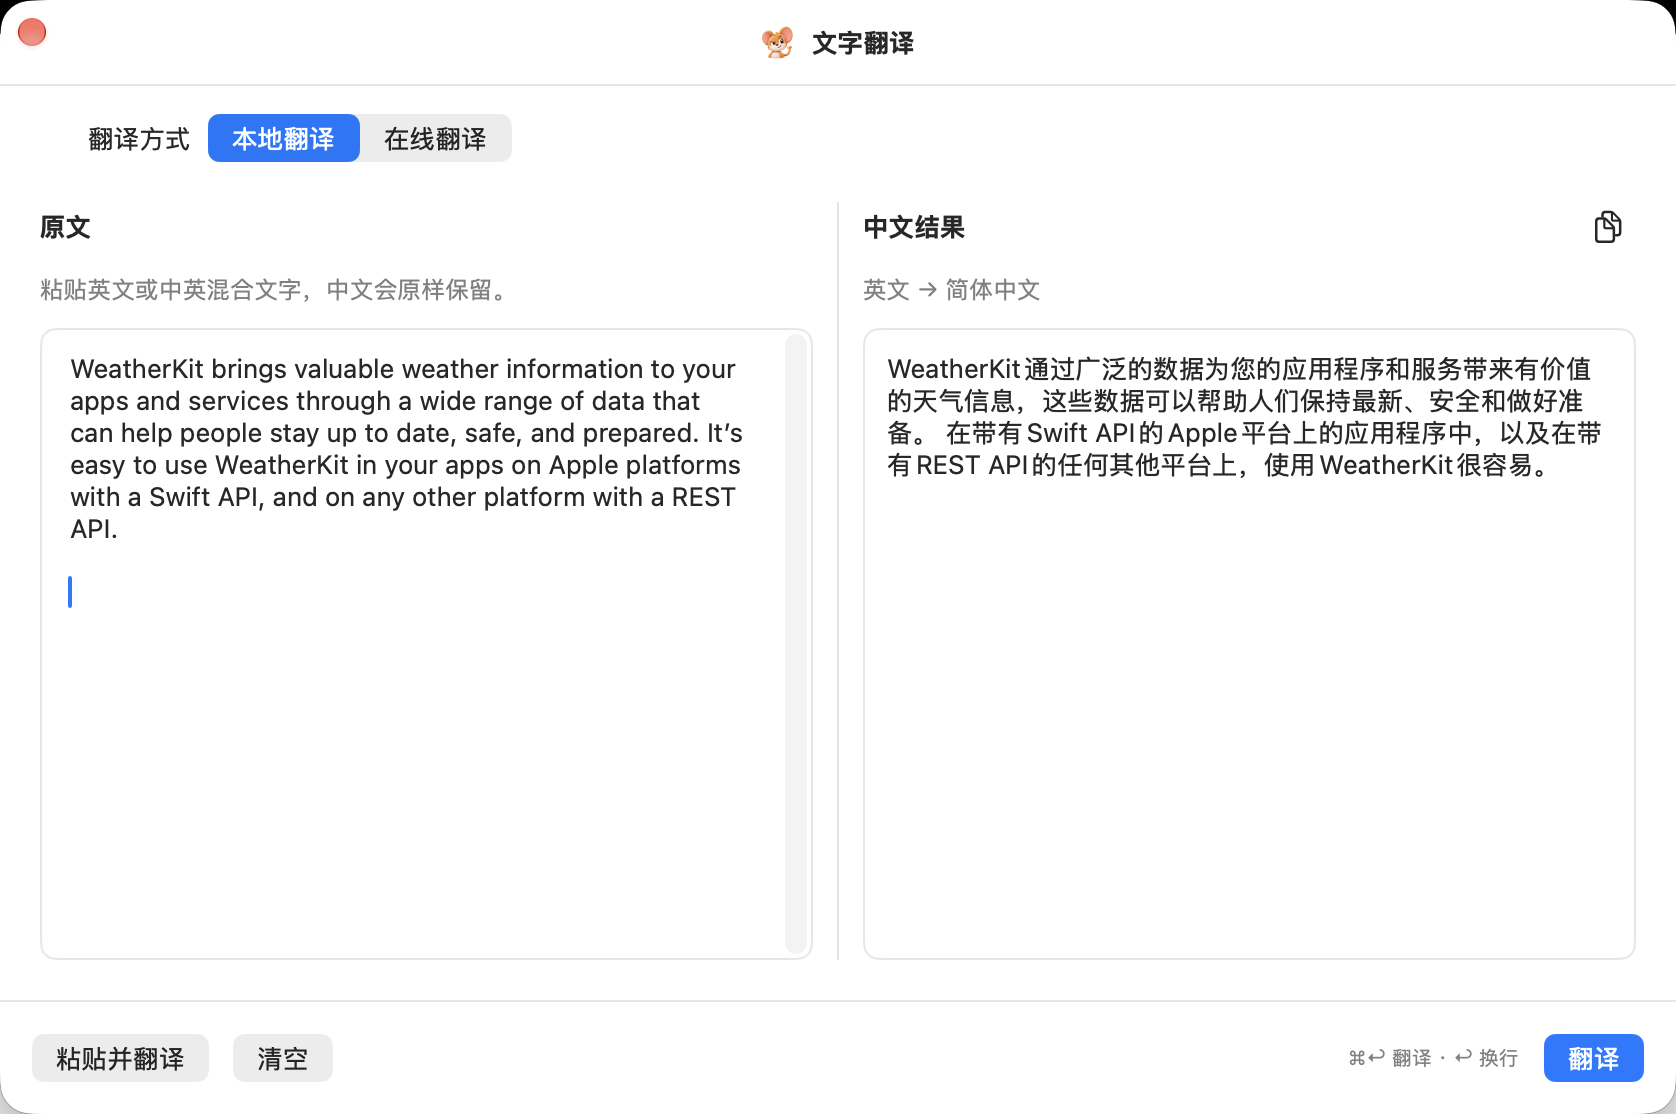 文字翻译
翻译方式 本地翻译 在线翻译
原文
粘贴英文或中英混合文字，中文会原样保留。
WeatherKit brings valuable weather information to your
apps and services through a wide range of data that
can help people stay up to date, safe, and prepared. It’s
easy to use WeatherKit in your apps on Apple platforms
with a Swift API, and on any other platform with a REST
API.
中文结果
英文 → 简体中文
WeatherKit通过广泛的数据为您的应用程序和服务带来有价值
的天气信息，这些数据可以帮助人们保持最新、安全和做好准
备。 在带有Swift API的Apple平台上的应用程序中，以及在带
有REST API的任何其他平台上，使用WeatherKit很容易。
粘贴并翻译 清空 ⌘↩ 翻译 · ↩ 换行 翻译